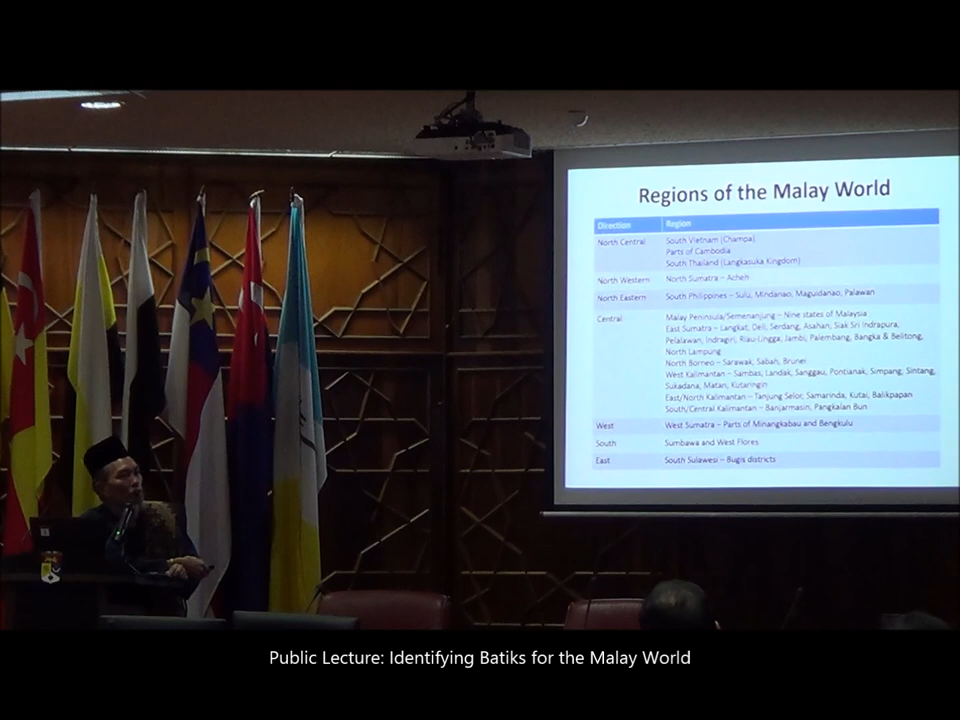 Regions of the Malay World
Direction Region
North Central South Vietnam (Champa)
Parts of Cambodia
South Thailand (Langkasuka Kingdom)
North Western North Sumatra – Acheh
North Eastern South Philippines – Sulu, Mindanao, Maguidanao, Palawan
Central Malay Peninsula/Semenanjung – Nine states of Malaysia
East Sumatra – Langkat, Deli, Serdang, Asahan, Siak Sri Indrapura,
Pelalawan, Indragiri, Riau-Lingga, Jambi, Palembang, Bangka & Belitong,
North Lampung
North Borneo – Sarawak, Sabah, Brunei
West Kalimantan – Sambas, Landak, Sanggau, Pontianak, Simpang, Sintang,
Sukadana, Matan, Kutaringin
East/North Kalimantan – Tanjung Selor, Samarinda, Kutai, Balikpapan
South/Central Kalimantan – Banjarmasin, Pangkalan Bun
West West Sumatra – Parts of Minangkabau and Bengkulu
South Sumbawa and West Flores
East South Sulawesi – Bugis districts
Public Lecture: Identifying Batiks for the Malay World